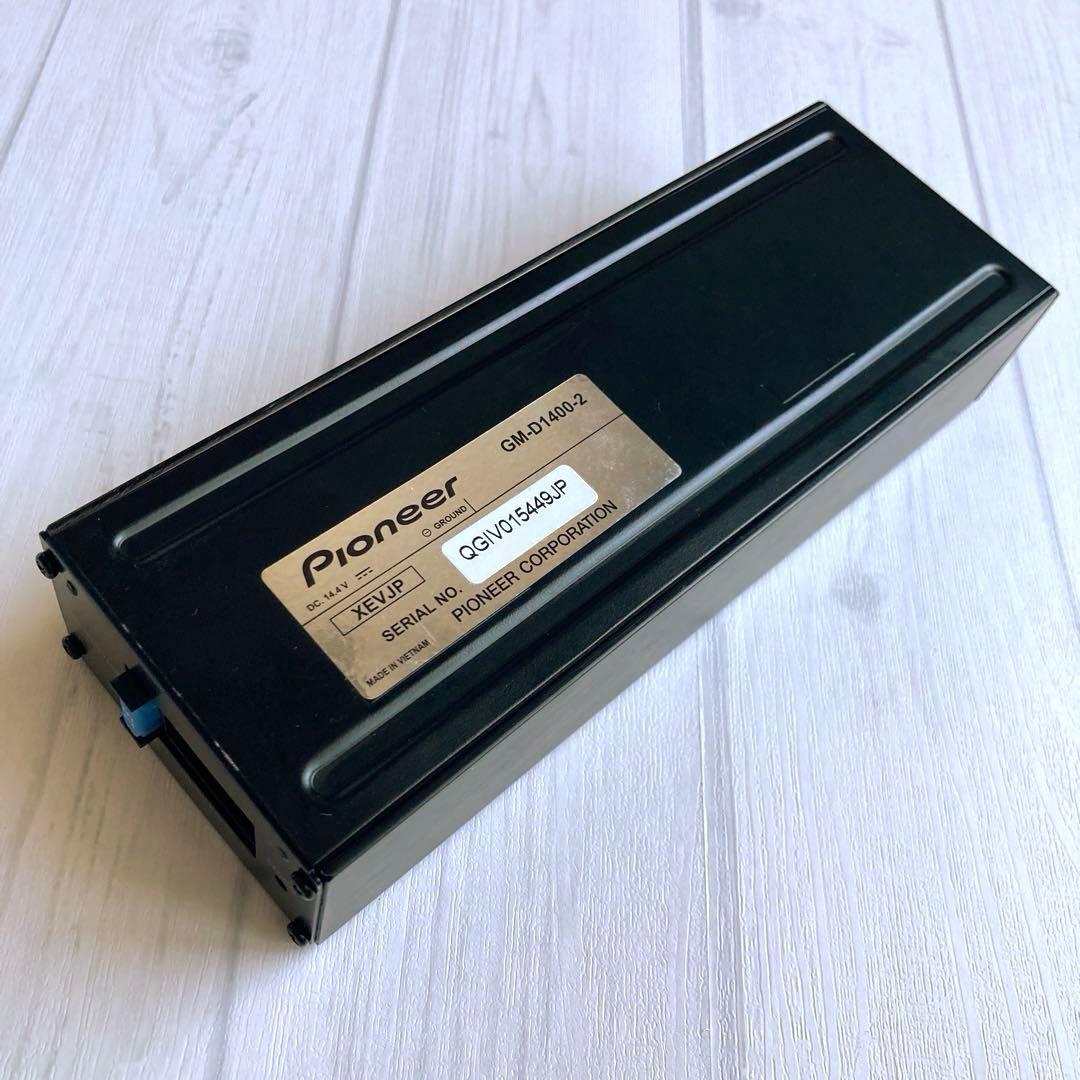 Pioneer GM-D1400-2
DC. 14.4 V ⎓ ⊖ GROUND
XEVJP
SERIAL NO. QGIV015449JP
PIONEER CORPORATION
MADE IN VIETNAM